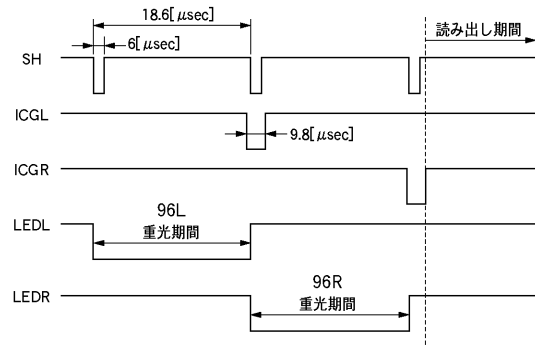 18.6[μsec]
6[μsec]
読み出し期間
SH
ICGL
9.8[μsec]
ICGR
96L
LEDL
重光期間
96R
LEDR
重光期間